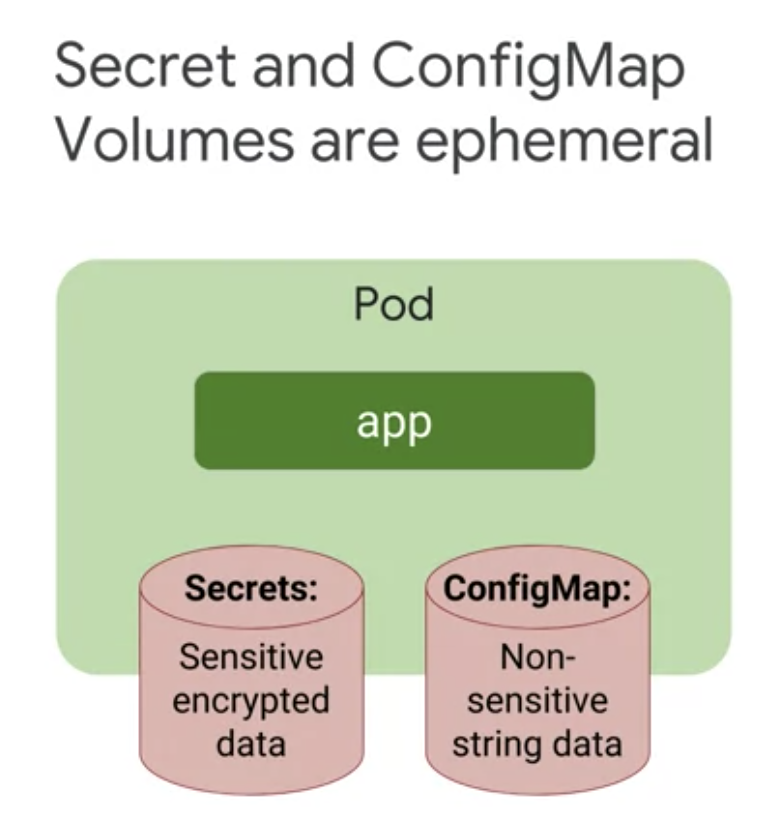 Secret and ConfigMap
Volumes are ephemeral
Pod
app
Secrets:
Sensitive
encrypted
data
ConfigMap:
Non-
sensitive
string data